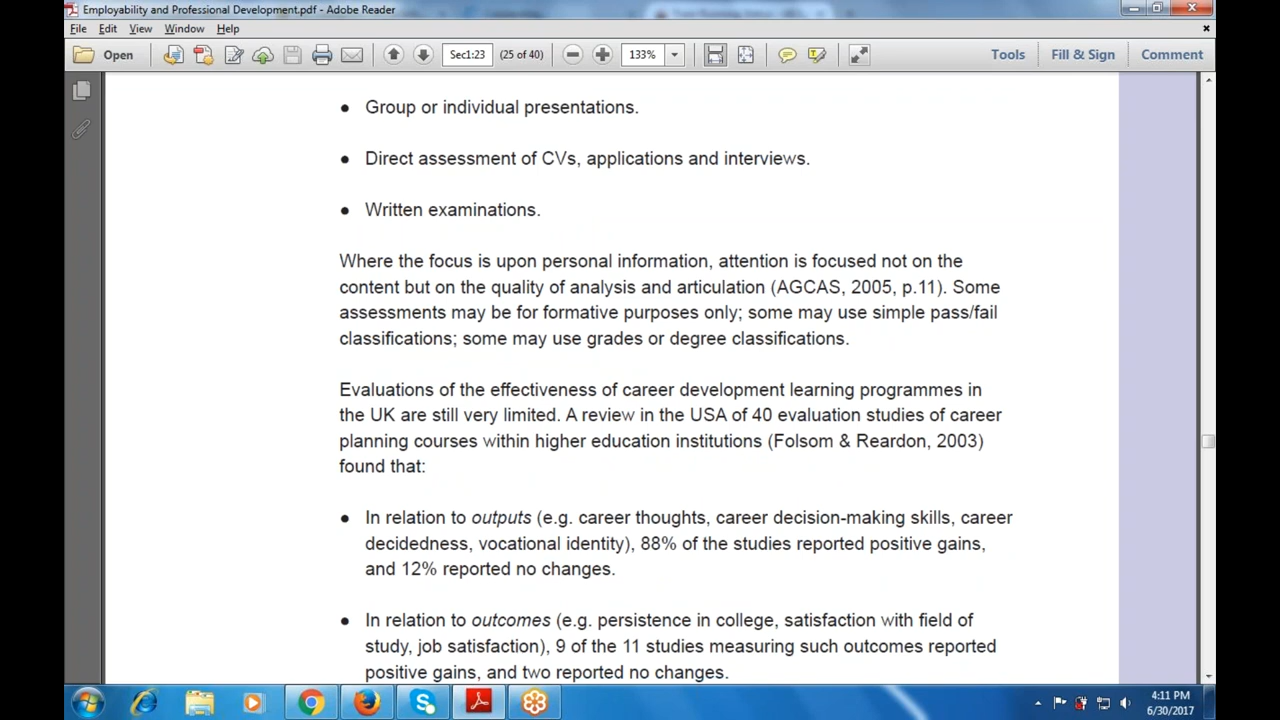 Employability and Professional Development.pdf - Adobe Reader
File Edit View Window Help
Open Sec1:23 (25 of 40) 133% Tools Fill & Sign Comment
● Group or individual presentations.
● Direct assessment of CVs, applications and interviews.
● Written examinations.
Where the focus is upon personal information, attention is focused not on the
content but on the quality of analysis and articulation (AGCAS, 2005, p.11). Some
assessments may be for formative purposes only; some may use simple pass/fail
classifications; some may use grades or degree classifications.
Evaluations of the effectiveness of career development learning programmes in
the UK are still very limited. A review in the USA of 40 evaluation studies of career
planning courses within higher education institutions (Folsom & Reardon, 2003)
found that:
● In relation to outputs (e.g. career thoughts, career decision-making skills, career
decidedness, vocational identity), 88% of the studies reported positive gains,
and 12% reported no changes.
● In relation to outcomes (e.g. persistence in college, satisfaction with field of
study, job satisfaction), 9 of the 11 studies measuring such outcomes reported
positive gains, and two reported no changes.
4:11 PM
6/30/2017